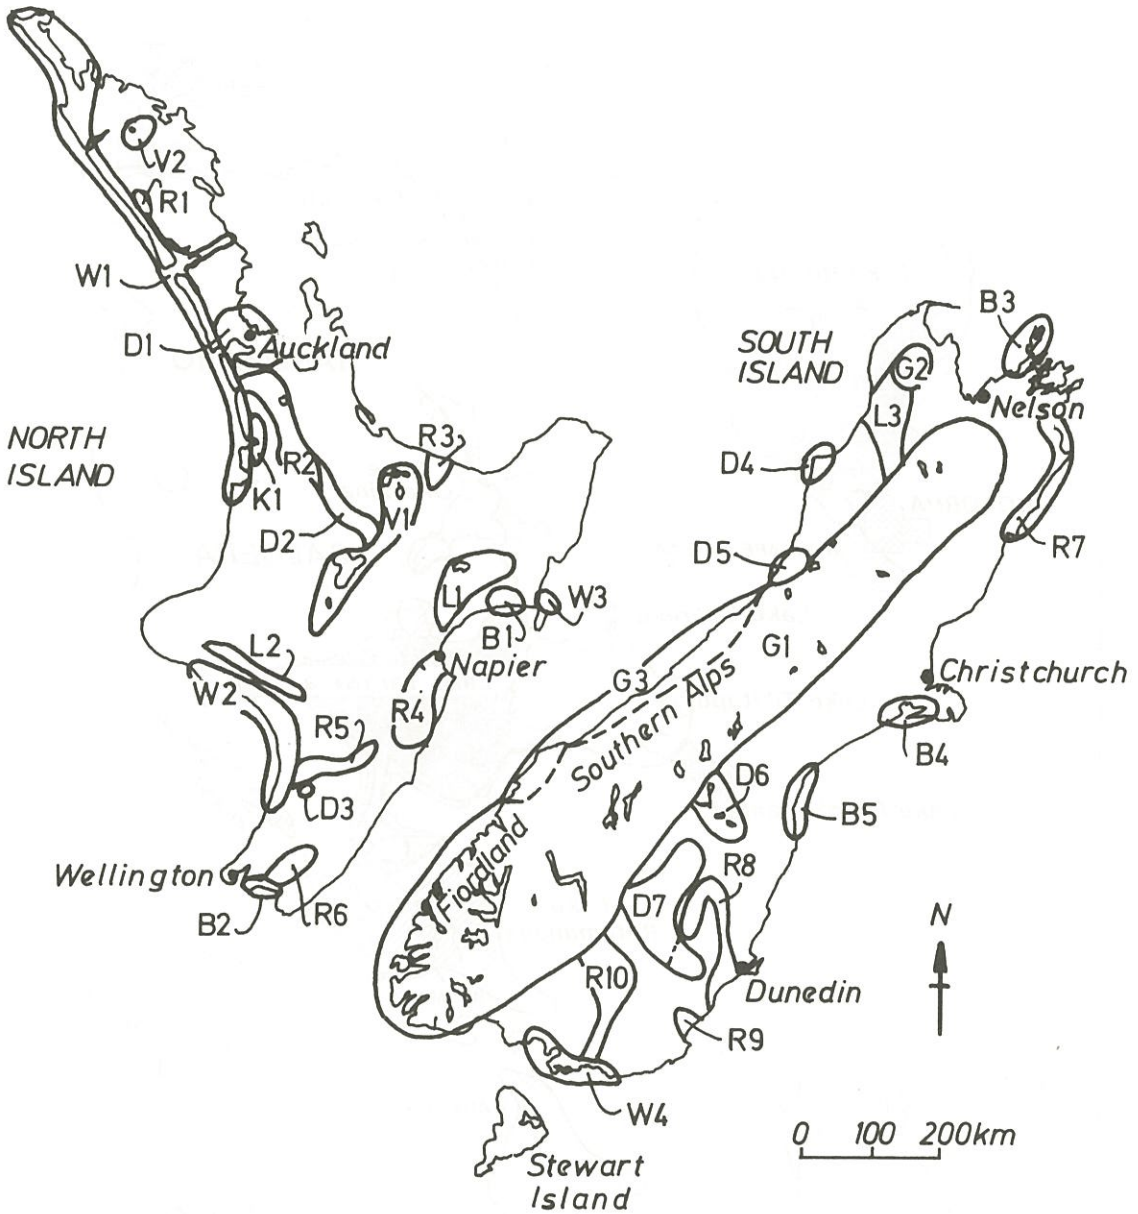 V2
R1
W1
D1
Auckland
NORTH
ISLAND
R3
R2
K1
D2
V1
L1
W3
B1
L2
Napier
W2
R4
R5
D3
Wellington
B2
R6
SOUTH
ISLAND
B3
G2
Nelson
L3
D4
R7
D5
G1
G3
Southern Alps
Christchurch
B4
D6
B5
Fiordland
R8
D7
N
R10
Dunedin
R9
W4
0 100 200km
Stewart
Island